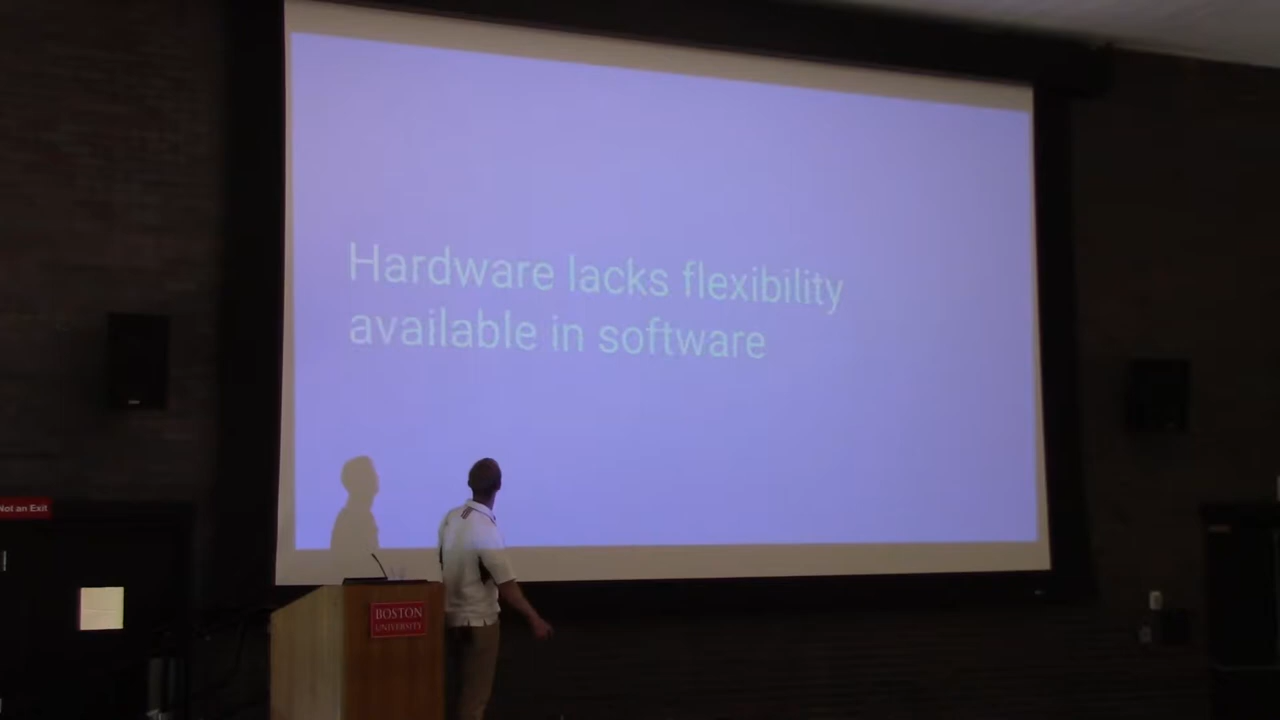 Hardware lacks flexibility
available in software
Not an Exit
BOSTON
UNIVERSITY